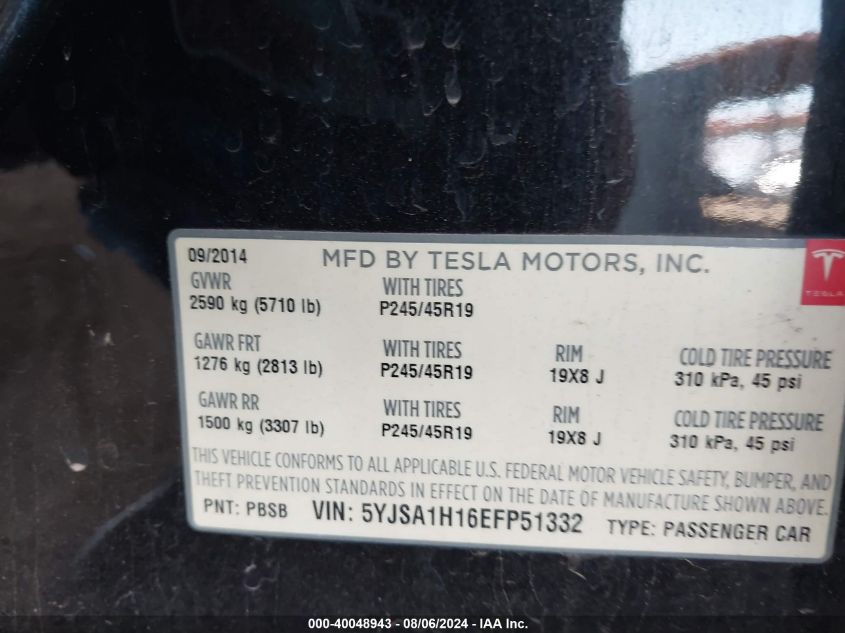 09/2014 MFD BY TESLA MOTORS, INC.
TESLA
GVWR WITH TIRES
2590 kg (5710 lb) P245/45R19
GAWR FRT WITH TIRES RIM COLD TIRE PRESSURE
1276 kg (2813 lb) P245/45R19 19X8 J 310 kPa, 45 psi
GAWR RR WITH TIRES RIM COLD TIRE PRESSURE
1500 kg (3307 lb) P245/45R19 19X8 J 310 kPa, 45 psi
THIS VEHICLE CONFORMS TO ALL APPLICABLE U.S. FEDERAL MOTOR VEHICLE SAFETY, BUMPER, AND
THEFT PREVENTION STANDARDS IN EFFECT ON THE DATE OF MANUFACTURE SHOWN ABOVE.
PNT: PBSB VIN: 5YJSA1H16EFP51332 TYPE: PASSENGER CAR
000-40048943 - 08/06/2024 - IAA Inc.